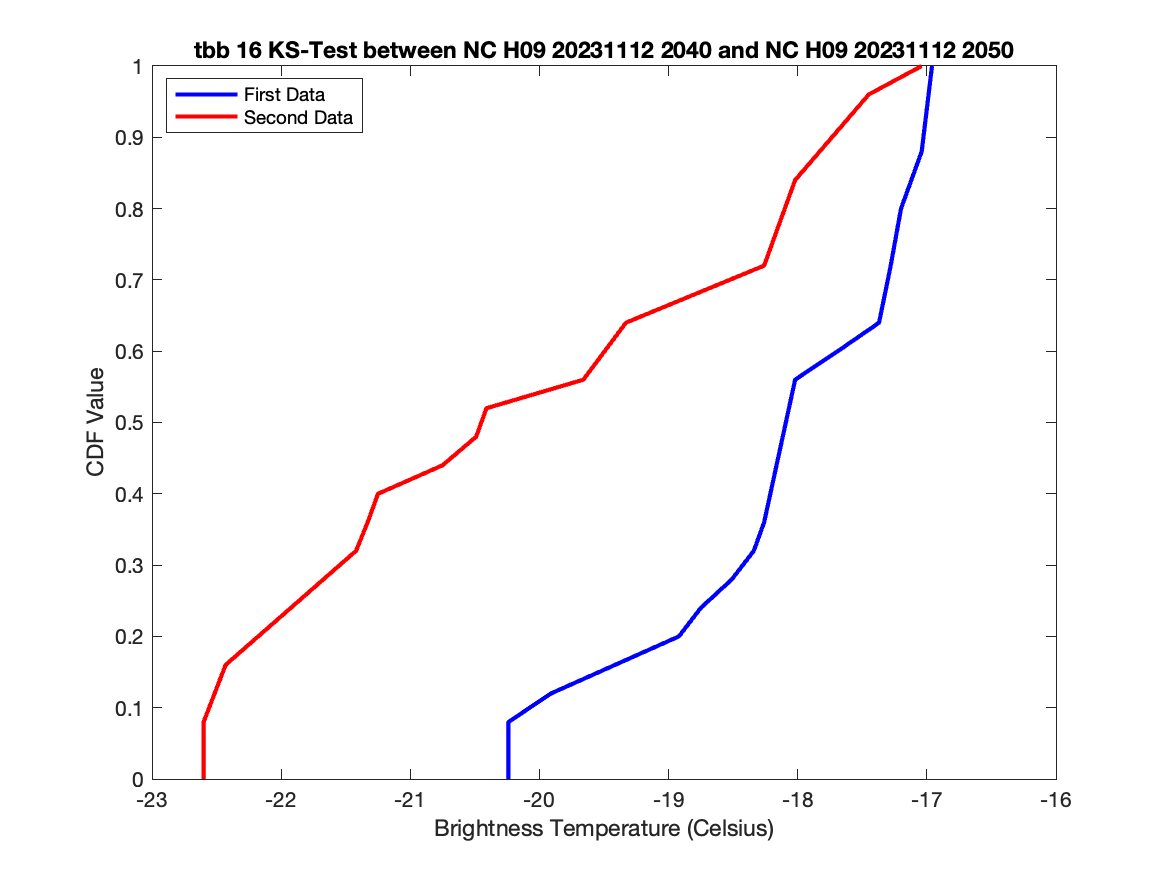 tbb 16 KS-Test between NC H09 20231112 2040 and NC H09 20231112 2050
First Data
Second Data
1
0.9
0.8
0.7
0.6
0.5
0.4
0.3
0.2
0.1
0
CDF Value
-23 -22 -21 -20 -19 -18 -17 -16
Brightness Temperature (Celsius)